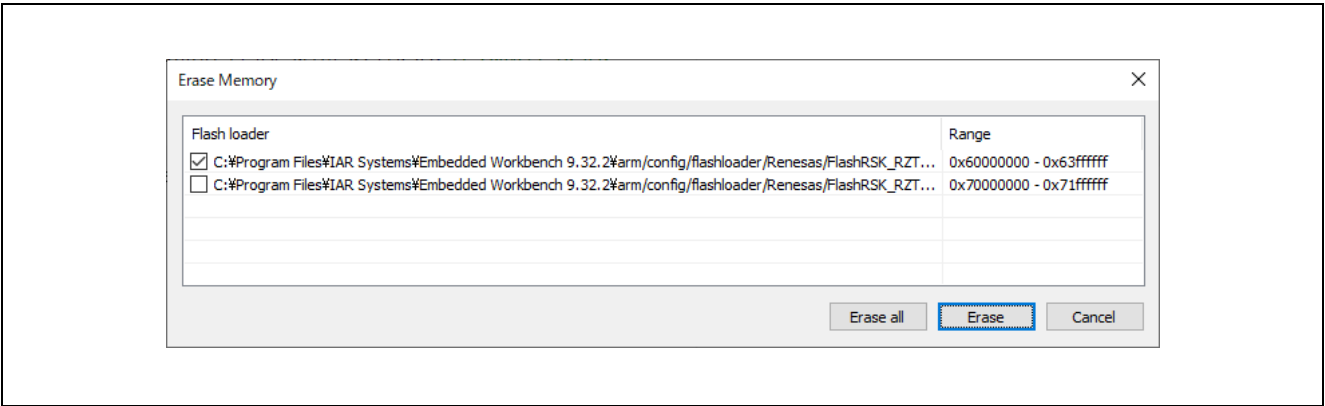 Erase Memory
Flash loader Range
C:¥Program Files¥IAR Systems¥Embedded Workbench 9.32.2¥arm/config/flashloader/Renesas/FlashRSK_RZT... 0x60000000 - 0x63ffffff
C:¥Program Files¥IAR Systems¥Embedded Workbench 9.32.2¥arm/config/flashloader/Renesas/FlashRSK_RZT... 0x70000000 - 0x71ffffff
Erase all Erase Cancel